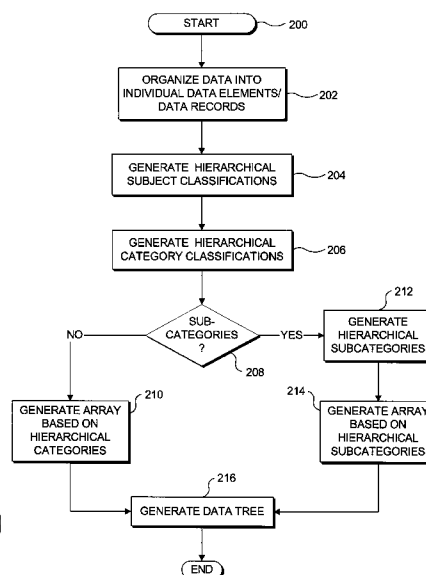 START
200
ORGANIZE DATA INTO
INDIVIDUAL DATA ELEMENTS/
DATA RECORDS
202
GENERATE HIERARCHICAL
SUBJECT CLASSIFICATIONS
204
GENERATE HIERARCHICAL
CATEGORY CLASSIFICATIONS
206
SUB-
CATEGORIES
?
208
NO
YES
212
GENERATE
HIERARCHICAL
SUBCATEGORIES
210
GENERATE ARRAY
BASED ON
HIERARCHICAL
CATEGORIES
214
GENERATE ARRAY
BASED ON
HIERARCHICAL
SUBCATEGORIES
216
GENERATE DATA TREE
END